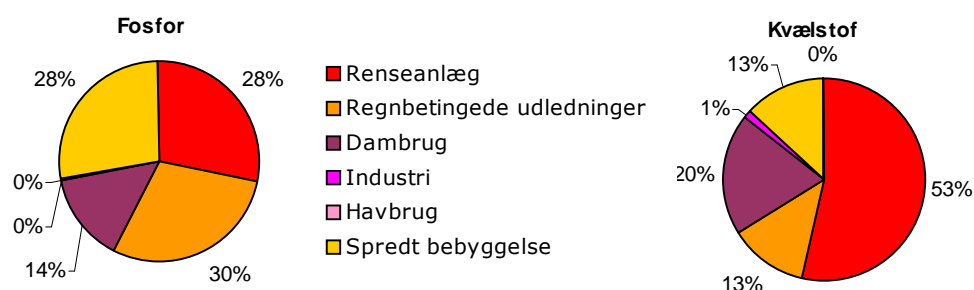 Fosfor
28%
28%
0%
0%
14%
30%
Renseanlæg
Regnbetingede udledninger
Dambrug
Industri
Havbrug
Spredt bebyggelse
Kvælstof
0%
13%
1%
20%
53%
13%